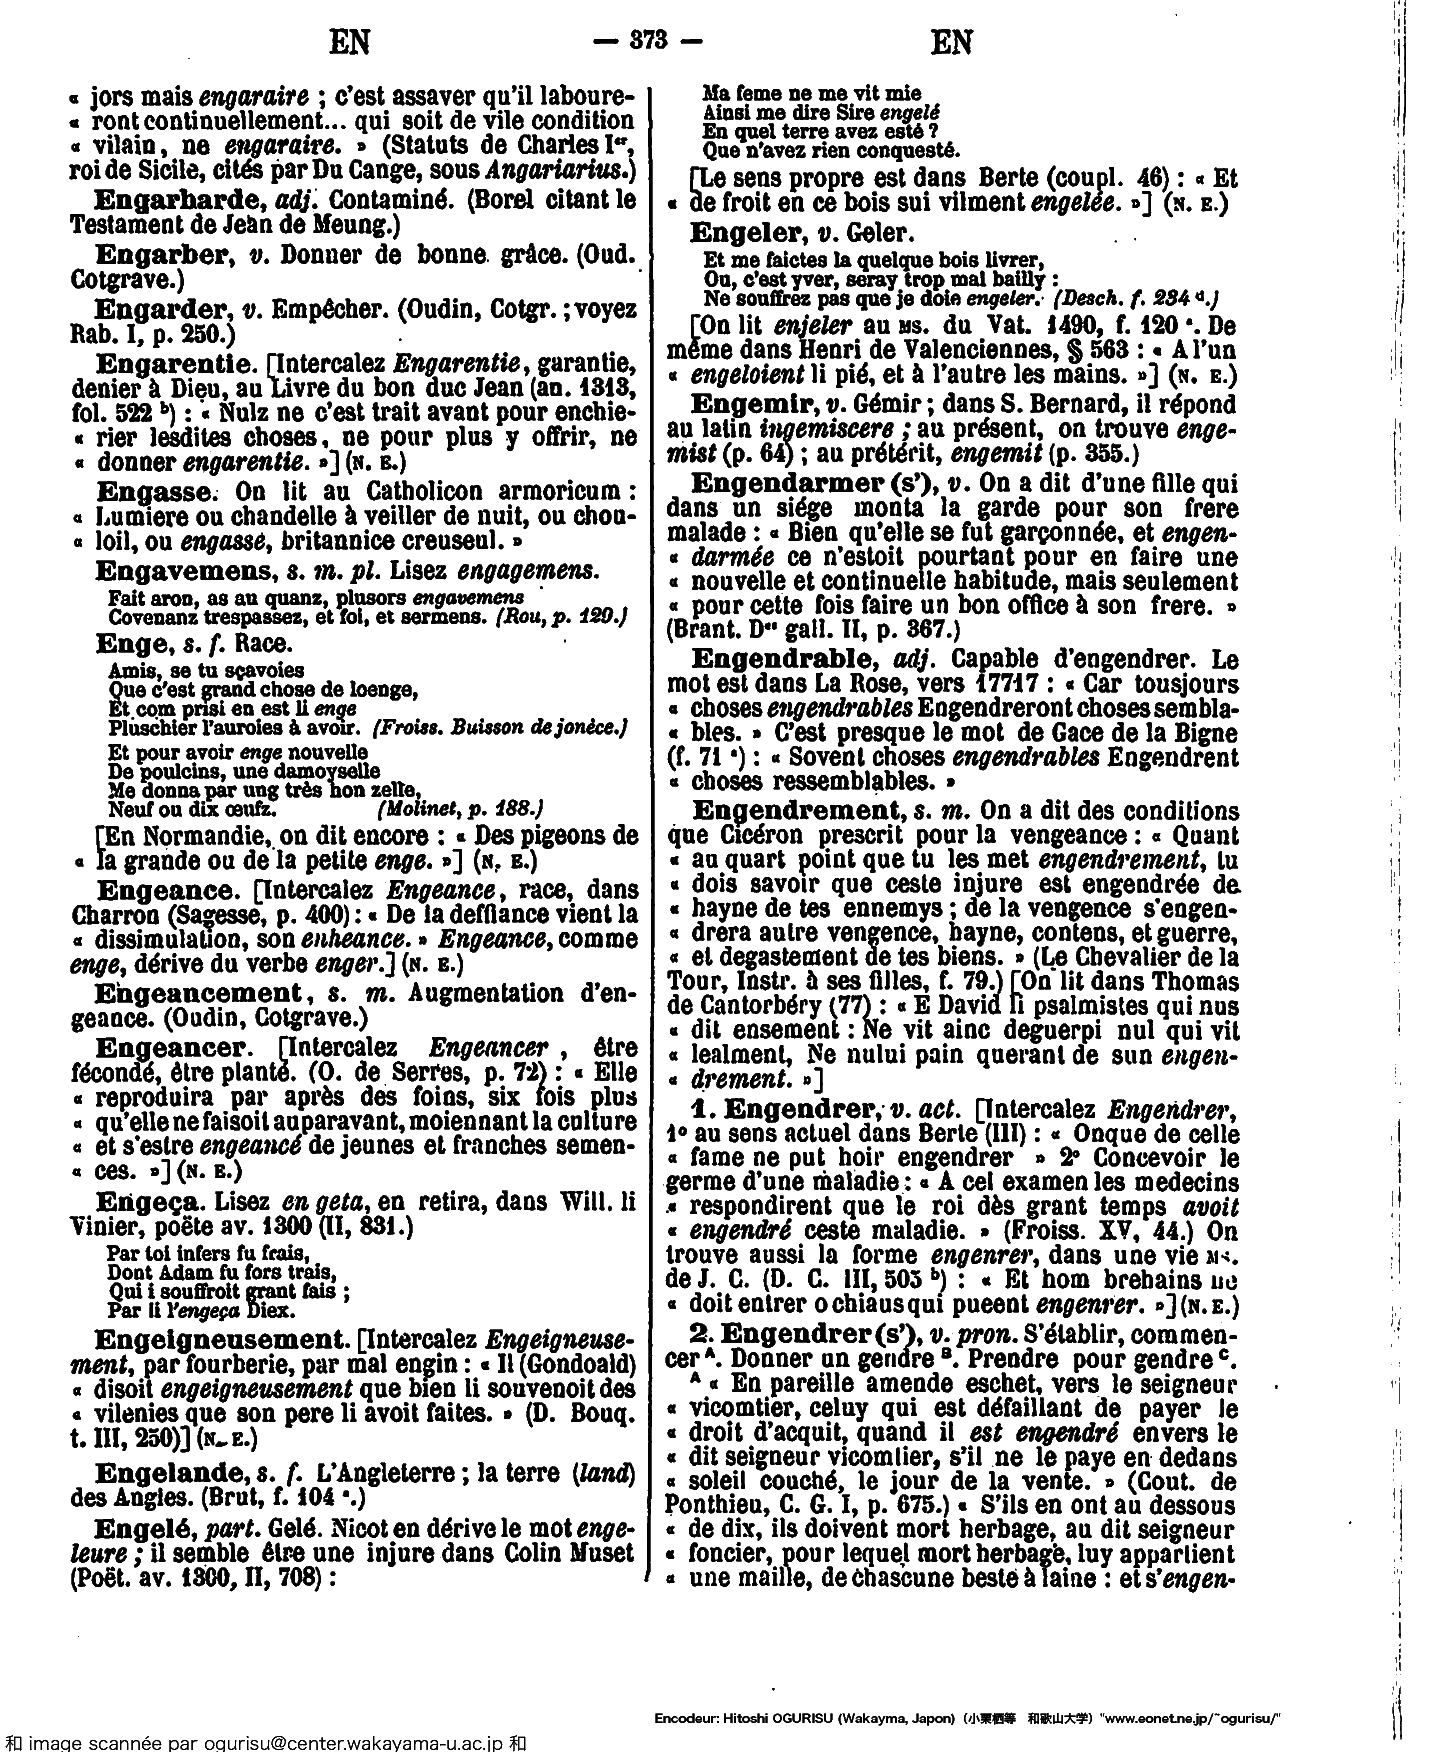 EN — 373 — EN
« jors mais engaraire ; c'est assaver qu'il laboure-
« ront continuellement... qui soit de vile condition
« vilain, ne engaraire. » (Statuts de Charles Ier,
roi de Sicile, cités par Du Cange, sous Angariarius.)
Engarbarde, adj. Contaminé. (Borel citant le
Testament de Jean de Meung.)
Engarber, v. Donner de bonne grâce. (Oud.
Cotgrave.)
Engarder, v. Empêcher. (Oudin, Cotgr. ; voyez
Rab. I, p. 250.)
Engarentie. [Intercalez Engarentie, garantie,
denier à Dieu, au Livre du bon duc Jean (an. 1313,
fol. 522 b) : « Nulz ne c'est trait avant pour enchie-
« rier lesdites choses, ne pour plus y offrir, ne
« donner engarentie. »] (N. E.)
Engasse. On lit au Catholicon armoricum :
« Lumiere ou chandelle à veiller de nuit, ou chou-
« loil, ou engasse, britannice creuseul. »
Engavemens, s. m. pl. Lisez engagemens.
Fait aron, as au quanz, plusors engavemens
Covenanz trespassez, et foi, et sermens. (Rou, p. 129.)
Enge, s. f. Race.
Amis, se tu sçavoies
Que c'est grand chose de loenge,
Et com prisi en est li enge
Pluschier l'auroies à avoir. (Froiss. Buisson de jonèce.)
Et pour avoir enge nouvelle
De poulcins, une damoyselle
Me donna par ung très bon zelle,
Neuf ou dix œufz. (Molinet, p. 188.)
[En Normandie, on dit encore : « Des pigeons de
« la grande ou de la petite enge. »] (N. E.)
Engeance. [Intercalez Engeance, race, dans
Charron (Sagesse, p. 400) : « De la deffiance vient la
« dissimulation, son enheance. » Engeance, comme
enge, dérive du verbe enger.] (N. E.)
Engeancement, s. m. Augmentation d'en-
geance. (Oudin, Cotgrave.)
Engeancer. [Intercalez Engeancer , être
fécondé, être planté. (O. de Serres, p. 72) : « Elle
« reproduira par après des foins, six fois plus
« qu'elle ne faisoit auparavant, moiennant la culture
« et s'estre engeancé de jeunes et franches semen-
« ces. »] (N. E.)
Engeça. Lisez en geta, en retira, dans Will. li
Vinier, poëte av. 1300 (II, 831.)
Par toi infers fu frais,
Dont Adam fu fors trais,
Qui i souffroit grant fais ;
Par li l'engeça Diex.
Engeigneusement. [Intercalez Engeigneuse-
ment, par fourberie, par mal engin : « Il (Gondoald)
« disoit engeigneusement que bien li souvenoit des
« vilenies que son pere li avoit faites. » (D. Bouq.
t. III, 250)] (N. E.)
Engelande, s. f. L'Angleterre ; la terre (land)
des Angles. (Brut, f. 104 a.)
Engelé, part. Gelé. Nicot en dérive le mot enge-
leure ; il semble être une injure dans Colin Muset
(Poët. av. 1300, II, 708) :
Ma feme ne me vit mie
Ainsi me dire Sire engelé
En quel terre avez esté ?
Que n'avez rien conquesté.
[Le sens propre est dans Berte (coupl. 46) : « Et
« de froit en ce bois sui vilment engelée. »] (N. E.)
Engeler, v. Geler.
Et me faictes la quelque bois livrer,
Ou, c'est yver, seray trop mal bailly :
Ne souffrez pas que je doie engeler. (Desch. f. 234 d.)
[On lit enjeler au MS. du Vat. 1490, f. 120 a. De
même dans Henri de Valenciennes, § 563 : « A l'un
« engeloient li pié, et à l'autre les mains. »] (N. E.)
Engemir, v. Gémir ; dans S. Bernard, il répond
au latin ingemiscere ; au présent, on trouve enge-
mist (p. 64) ; au prétérit, engemit (p. 355.)
Engendarmer (s'), v. On a dit d'une fille qui
dans un siége monta la garde pour son frere
malade : « Bien qu'elle se fut garçonnée, et engen-
« darmée ce n'estoit pourtant pour en faire une
« nouvelle et continuelle habitude, mais seulement
« pour cette fois faire un bon office à son frere. »
(Brant. Des gall. II, p. 367.)
Engendrable, adj. Capable d'engendrer. Le
mot est dans La Rose, vers 17717 : « Car tousjours
« choses engendrables Engendreront choses sembla-
« bles. » C'est presque le mot de Gace de la Bigne
(f. 71 a) : « Sovent choses engendrables Engendrent
« choses ressemblables. »
Engendrement, s. m. On a dit des conditions
que Cicéron prescrit pour la vengeance : « Quant
« au quart point que tu les met engendrement, tu
« dois savoir que ceste injure est engendrée de
« hayne de tes ennemys ; de la vengence s'engen-
« drera autre vengence, hayne, contens, et guerre,
« et degastement de tes biens. » (Le Chevalier de la
Tour, Instr. à ses filles, f. 79.) [On lit dans Thomas
de Cantorbéry (77) : « E David li psalmistes qui nus
« dit ensement : Ne vit ainc deguerpi nul qui vit
« lealment, Ne nului pain querant de sun engen-
« drement. »]
1. Engendrer, v. act. [Intercalez Engendrer,
1º au sens actuel dans Berte (III) : « Onque de celle
« fame ne put hoir engendrer » 2º Concevoir le
germe d'une maladie : « A cel examen les medecins
« respondirent que le roi dès grant temps avoit
« engendré ceste maladie. » (Froiss. XV, 44.) On
trouve aussi la forme engenrer, dans une vie MS.
de J. C. (D. C. III, 503 b) : « Et hom brehains ne
« doit entrer o chiaus qui pueent engenrer. »] (N. E.)
2. Engendrer (s'), v. pron. S'établir, commen-
cer A. Donner un gendre B. Prendre pour gendre C.
A « En pareille amende eschet, vers le seigneur
« vicomtier, celuy qui est défaillant de payer le
« droit d'acquit, quand il est engendré envers le
« dit seigneur vicomtier, s'il ne le paye en dedans
« soleil couché, le jour de la vente. » (Cout. de
Ponthieu, C. G. I, p. 675.) « S'ils en ont au dessous
« de dix, ils doivent mort herbage, au dit seigneur
« foncier, pour lequel mort herbage, luy appartient
« une maille, de chascune beste à laine : et s'engen-
Encodeur: Hitoshi OGURISU (Wakayma, Japon) (小栗栖等 和歌山大学) "www.eonet.ne.jp/~ogurisu/"
和 image scannée par ogurisu@center.wakayama-u.ac.jp 和